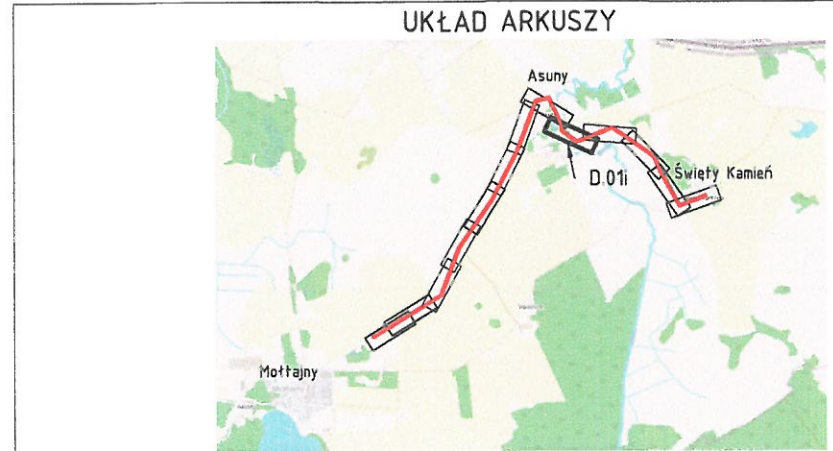 UKŁAD ARKUSZY
Asuny
D.01i
Święty Kamień
Mołtajny